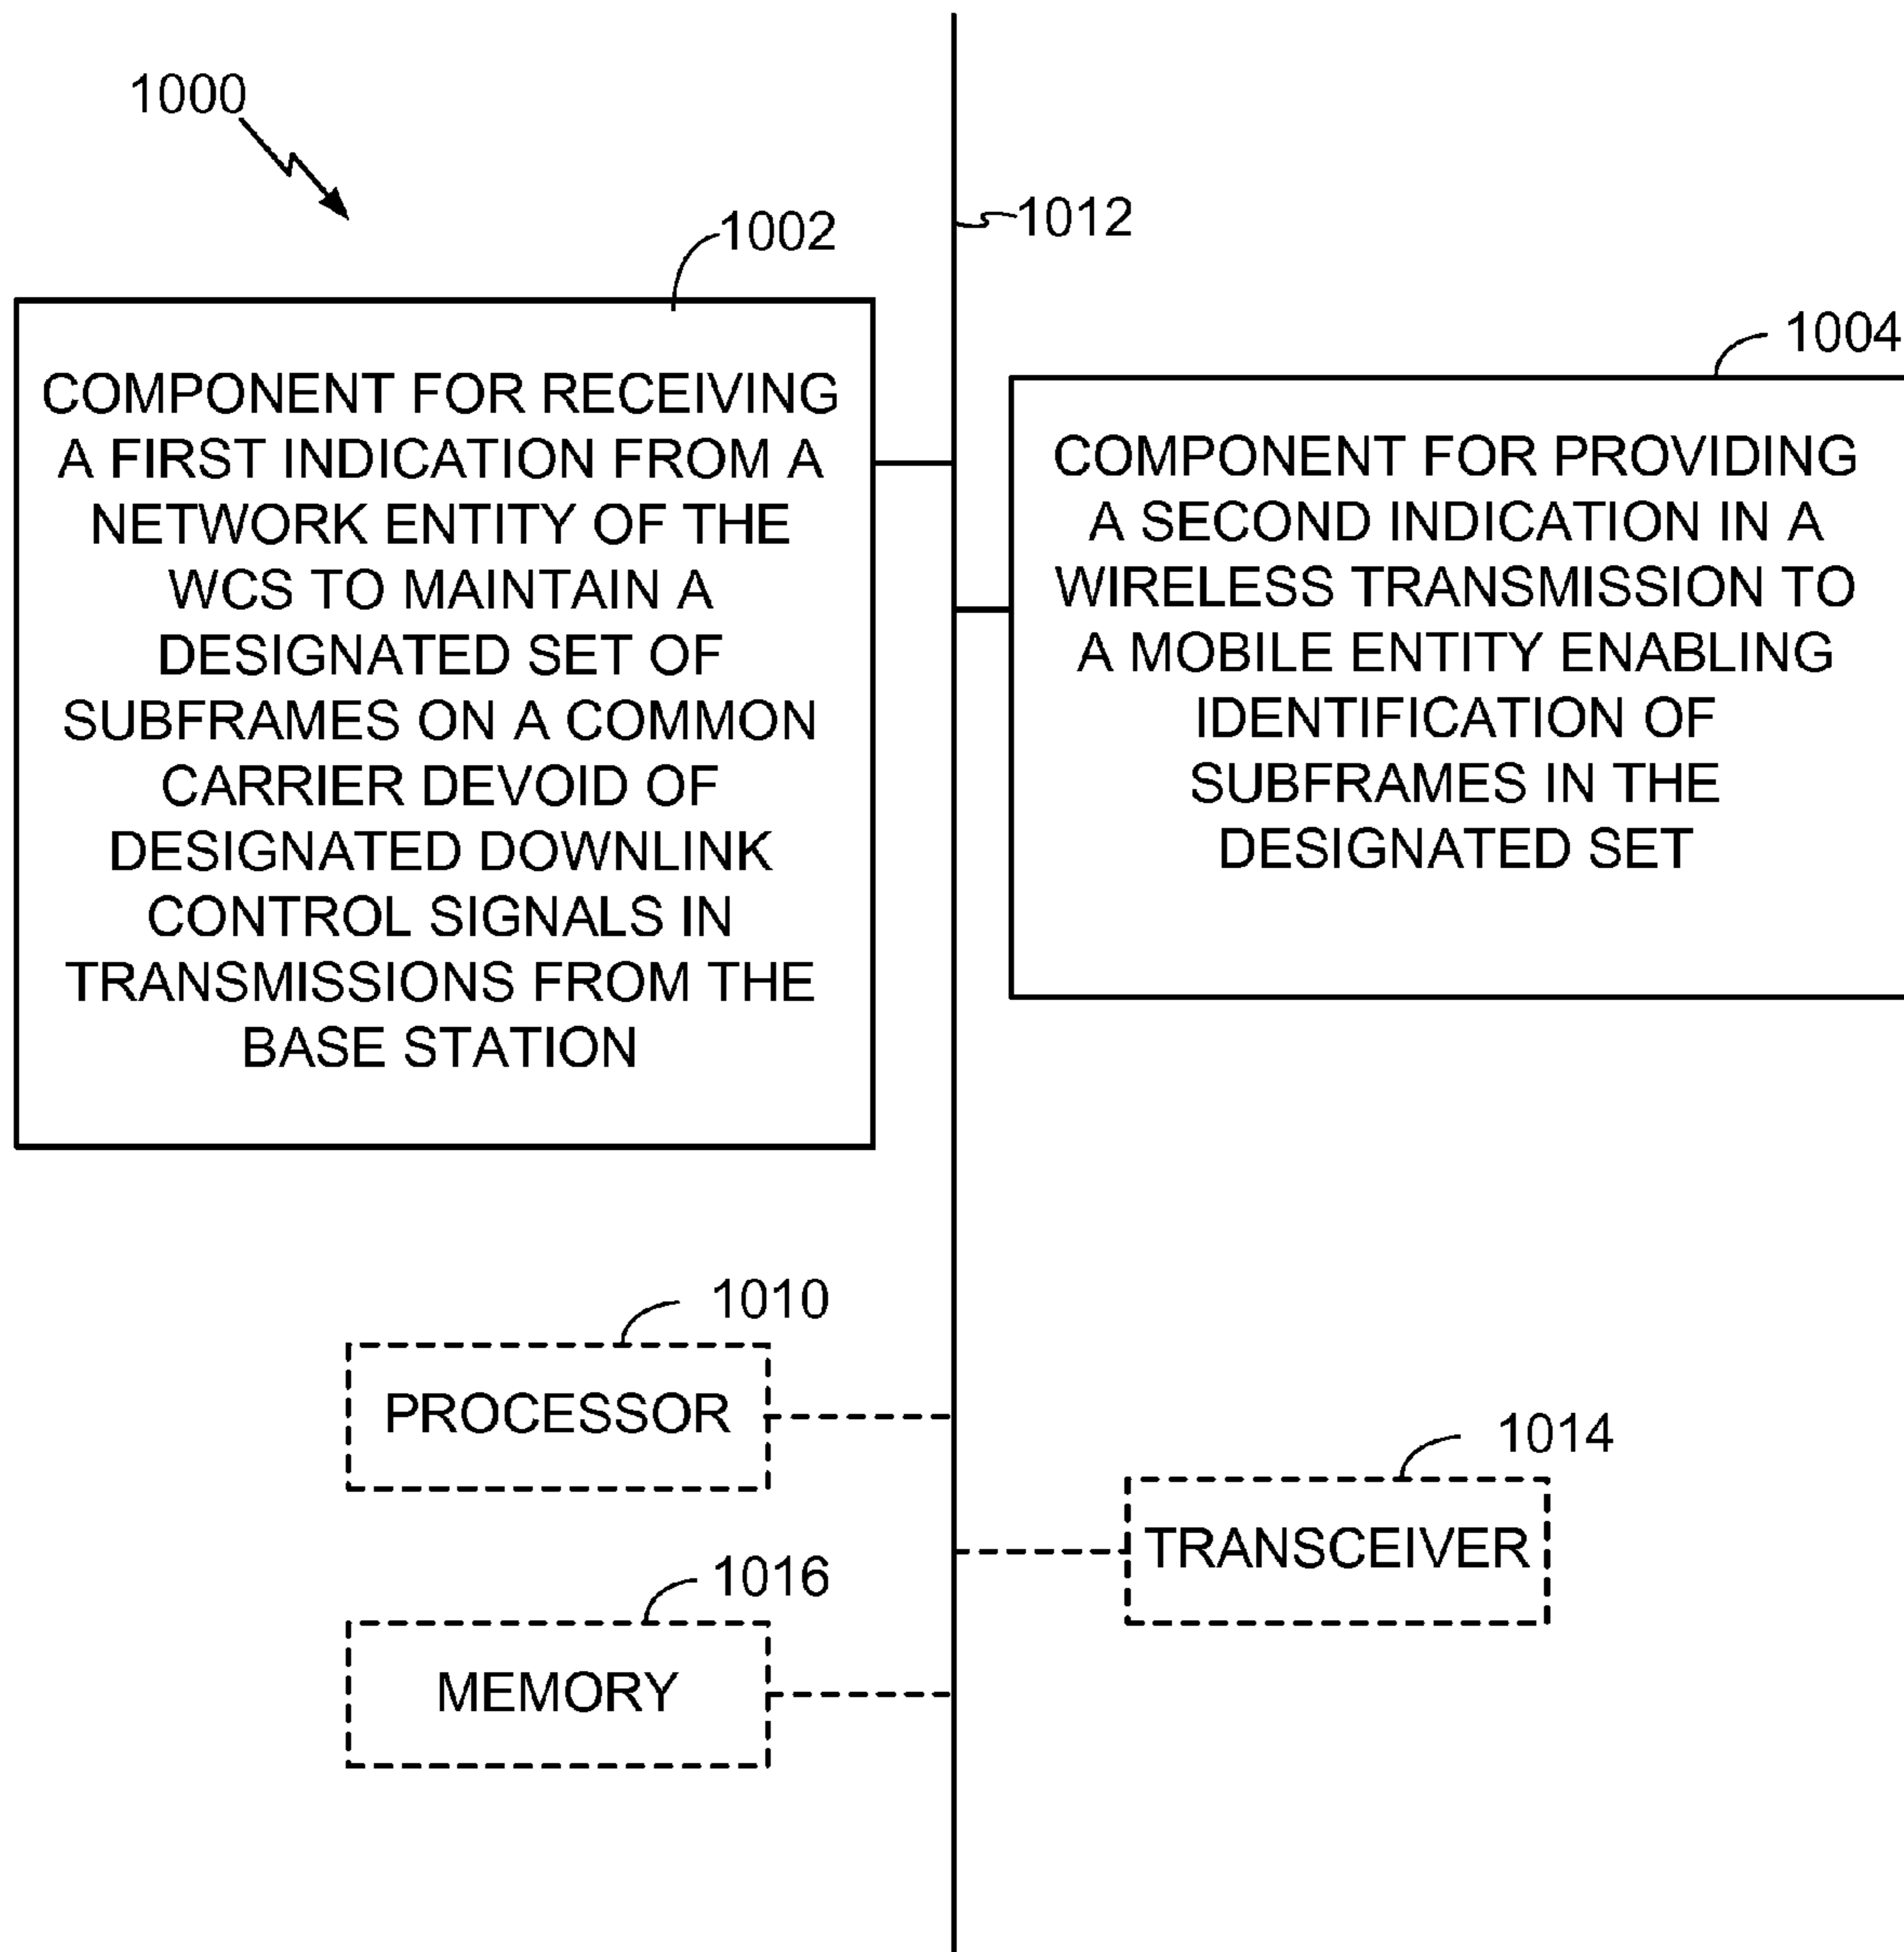 1000
1002
1012
1004
COMPONENT FOR RECEIVING
A FIRST INDICATION FROM A
NETWORK ENTITY OF THE
WCS TO MAINTAIN A
DESIGNATED SET OF
SUBFRAMES ON A COMMON
CARRIER DEVOID OF
DESIGNATED DOWNLINK
CONTROL SIGNALS IN
TRANSMISSIONS FROM THE
BASE STATION
COMPONENT FOR PROVIDING
A SECOND INDICATION IN A
WIRELESS TRANSMISSION TO
A MOBILE ENTITY ENABLING
IDENTIFICATION OF
SUBFRAMES IN THE
DESIGNATED SET
1010
PROCESSOR
1014
TRANSCEIVER
1016
MEMORY